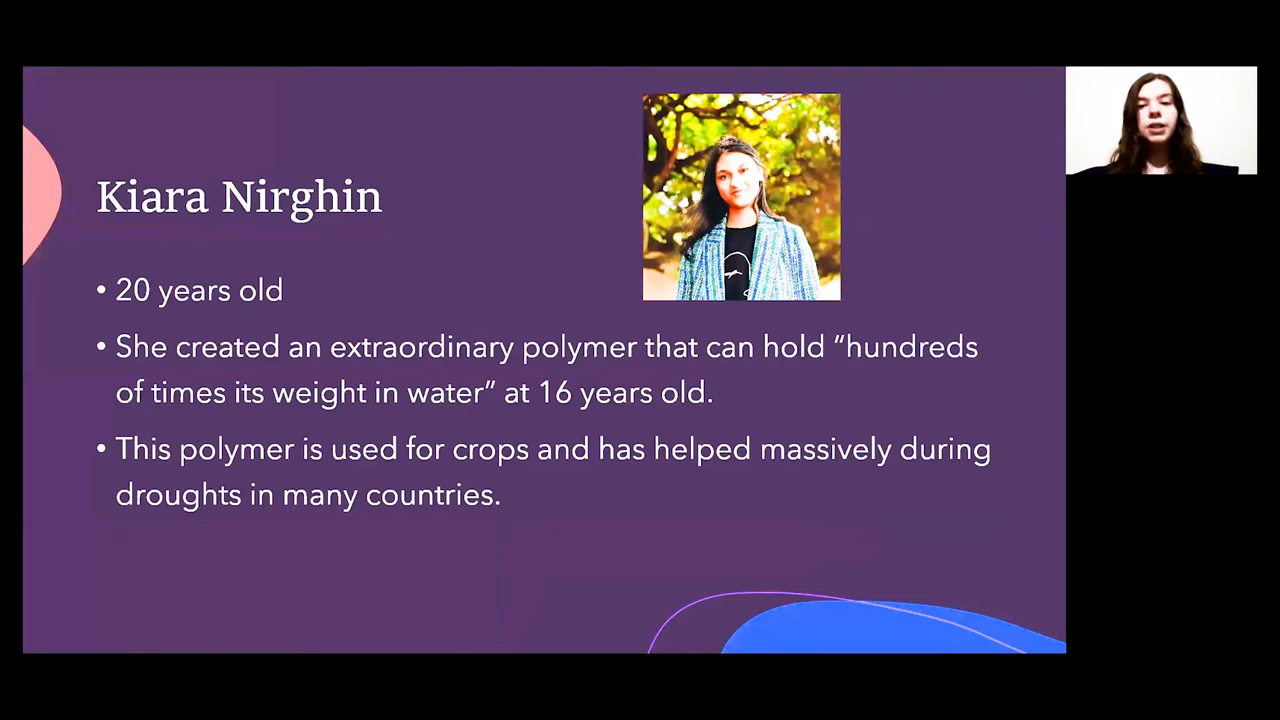 Kiara Nirghin
• 20 years old
• She created an extraordinary polymer that can hold “hundreds
of times its weight in water” at 16 years old.
• This polymer is used for crops and has helped massively during
droughts in many countries.